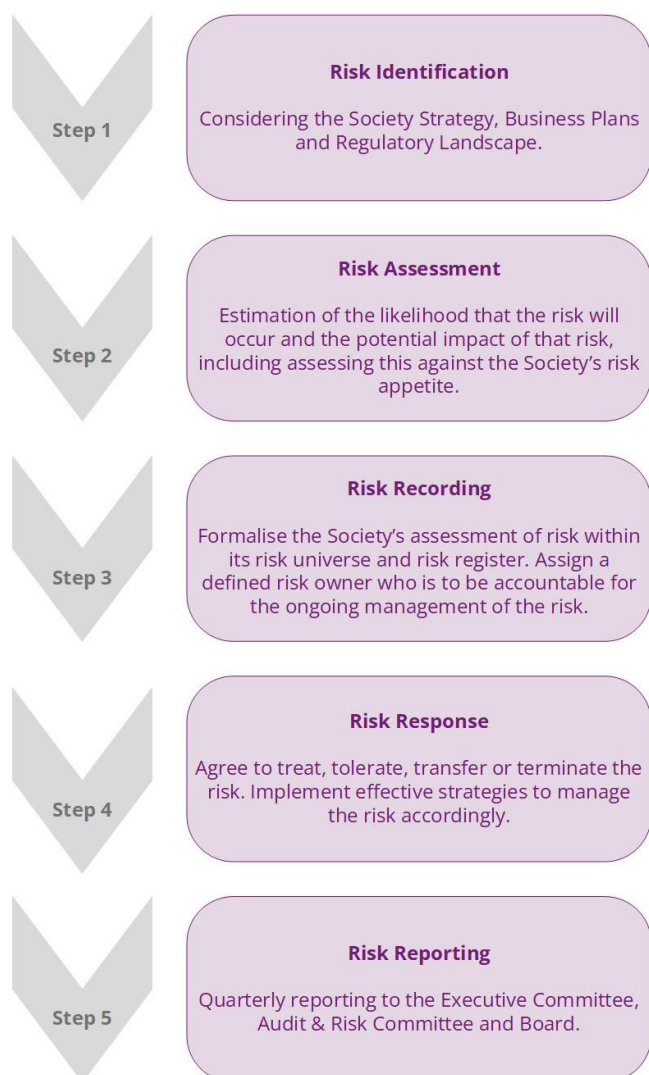 Step 1
Risk Identification
Considering the Society Strategy, Business Plans
and Regulatory Landscape.
Step 2
Risk Assessment
Estimation of the likelihood that the risk will
occur and the potential impact of that risk,
including assessing this against the Society’s risk
appetite.
Step 3
Risk Recording
Formalise the Society’s assessment of risk within
its risk universe and risk register. Assign a
defined risk owner who is to be accountable for
the ongoing management of the risk.
Step 4
Risk Response
Agree to treat, tolerate, transfer or terminate the
risk. Implement effective strategies to manage
the risk accordingly.
Step 5
Risk Reporting
Quarterly reporting to the Executive Committee,
Audit & Risk Committee and Board.